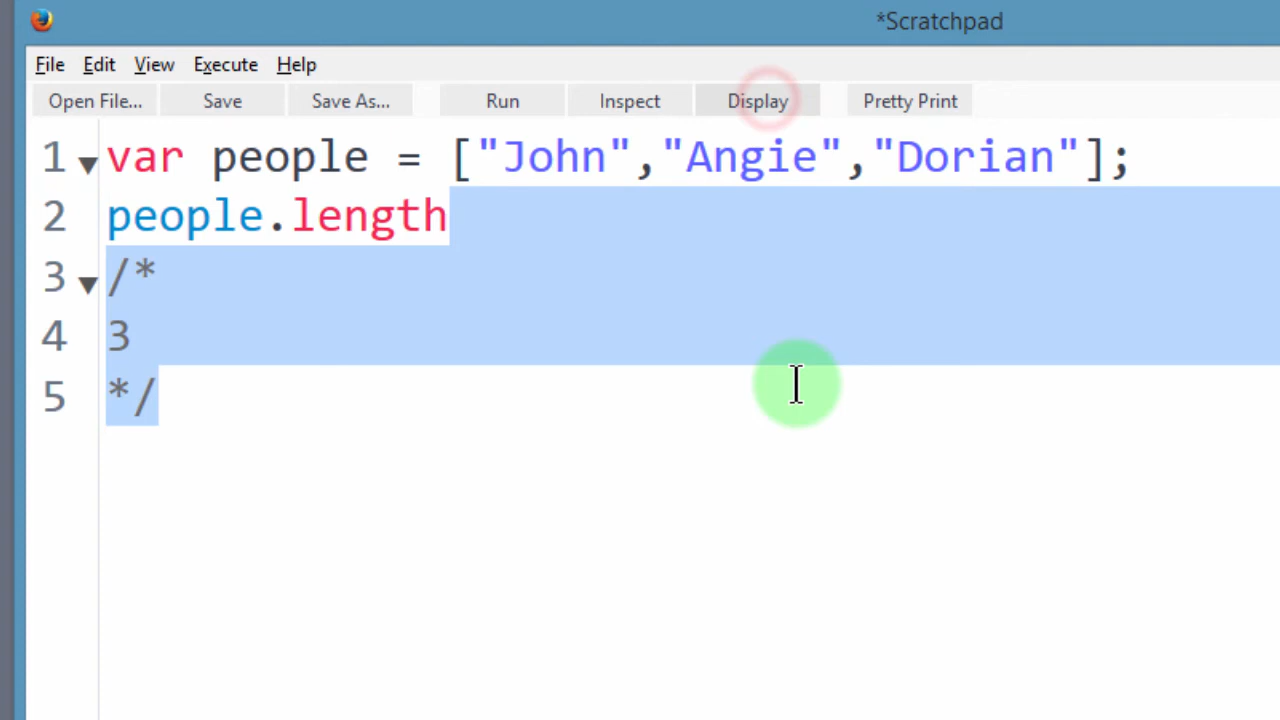 *Scratchpad
File Edit View Execute Help
Open File... Save Save As... Run Inspect Display Pretty Print
1 var people = ["John","Angie","Dorian"];
2 people.length
3 /*
4 3
5 */